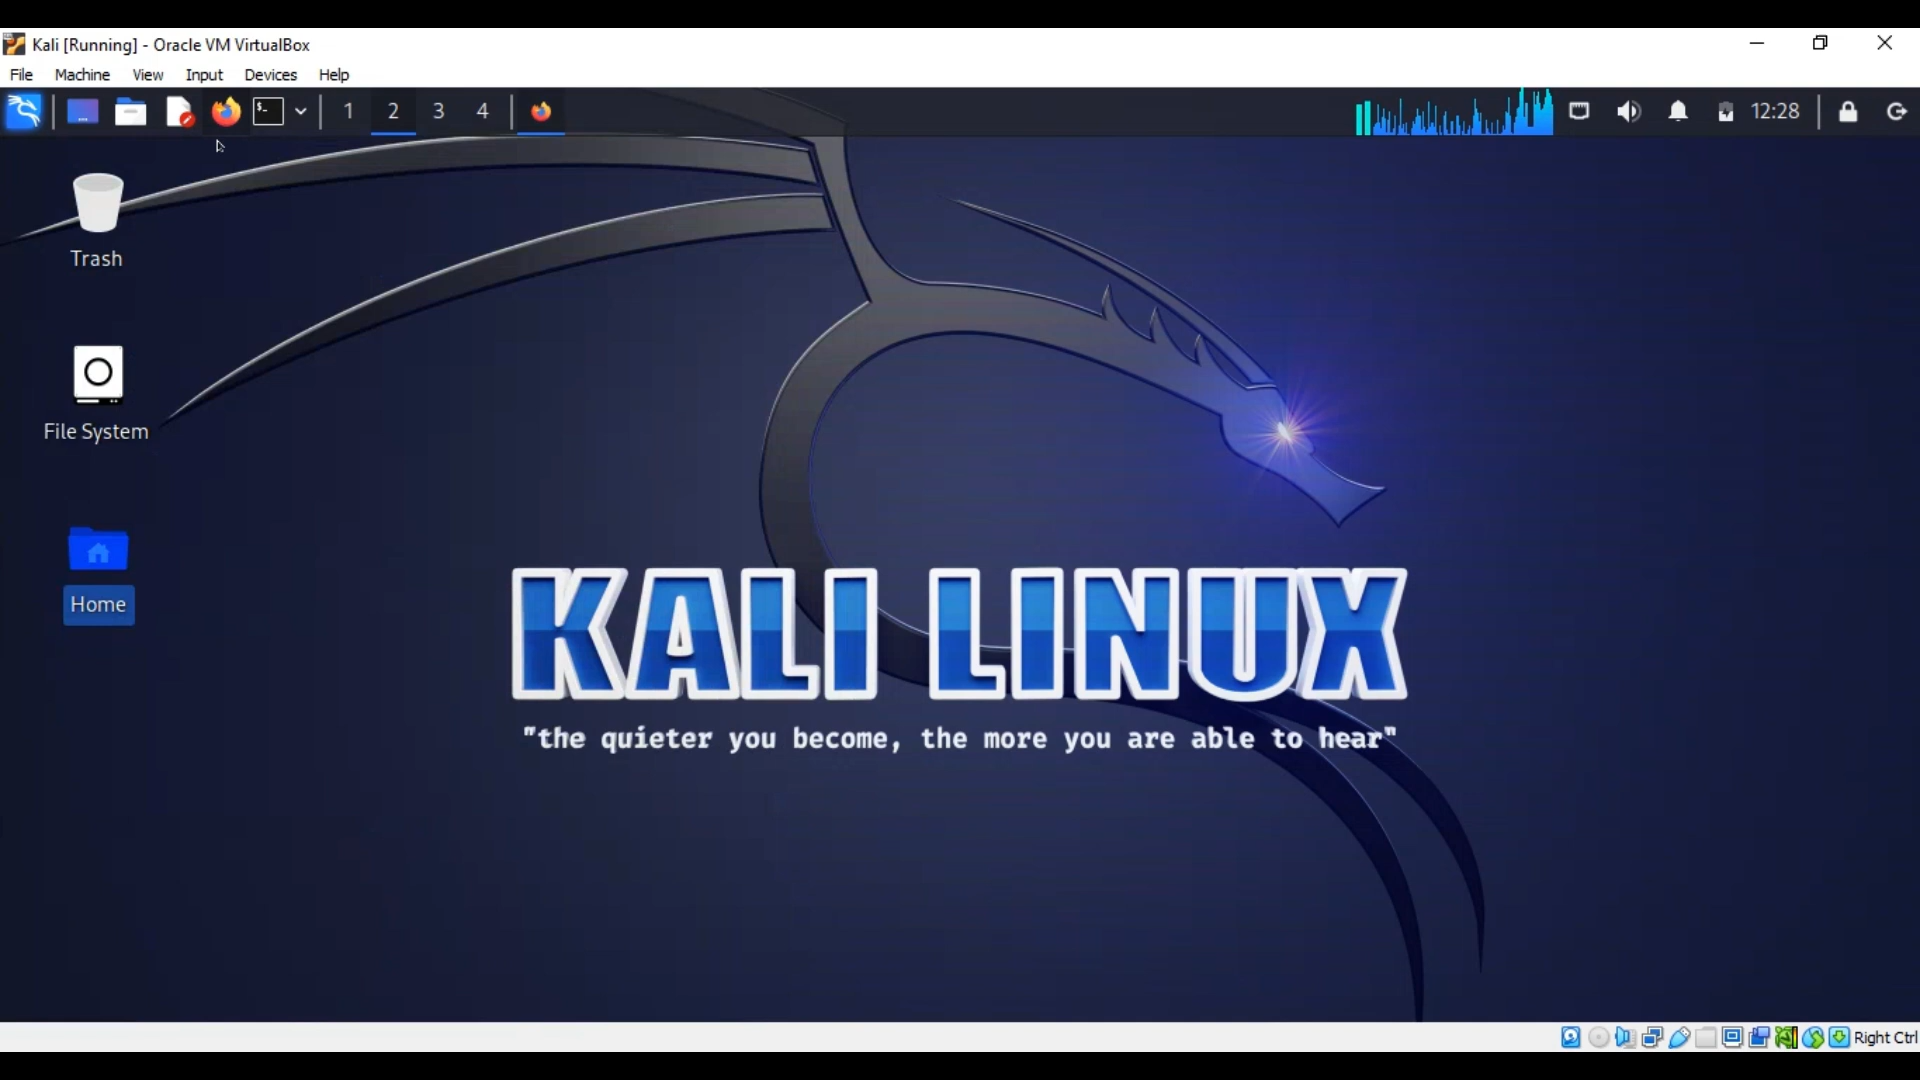 Kali [Running] - Oracle VM VirtualBox
File Machine View Input Devices Help
$_ 1 2 3 4 12:28
Trash
File System
Home
KALI LINUX
"the quieter you become, the more you are able to hear"
Right Ctrl